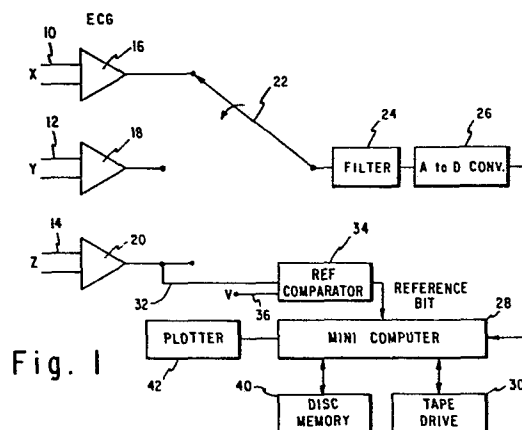 ECG
10
16
X
22
12
18
Y
24
26
FILTER
A to D CONV.
14
20
Z
34
32
REF
COMPARATOR
REFERENCE
BIT
V
36
28
PLOTTER
MINI COMPUTER
Fig. 1
42
40
DISC
MEMORY
TAPE
DRIVE
30